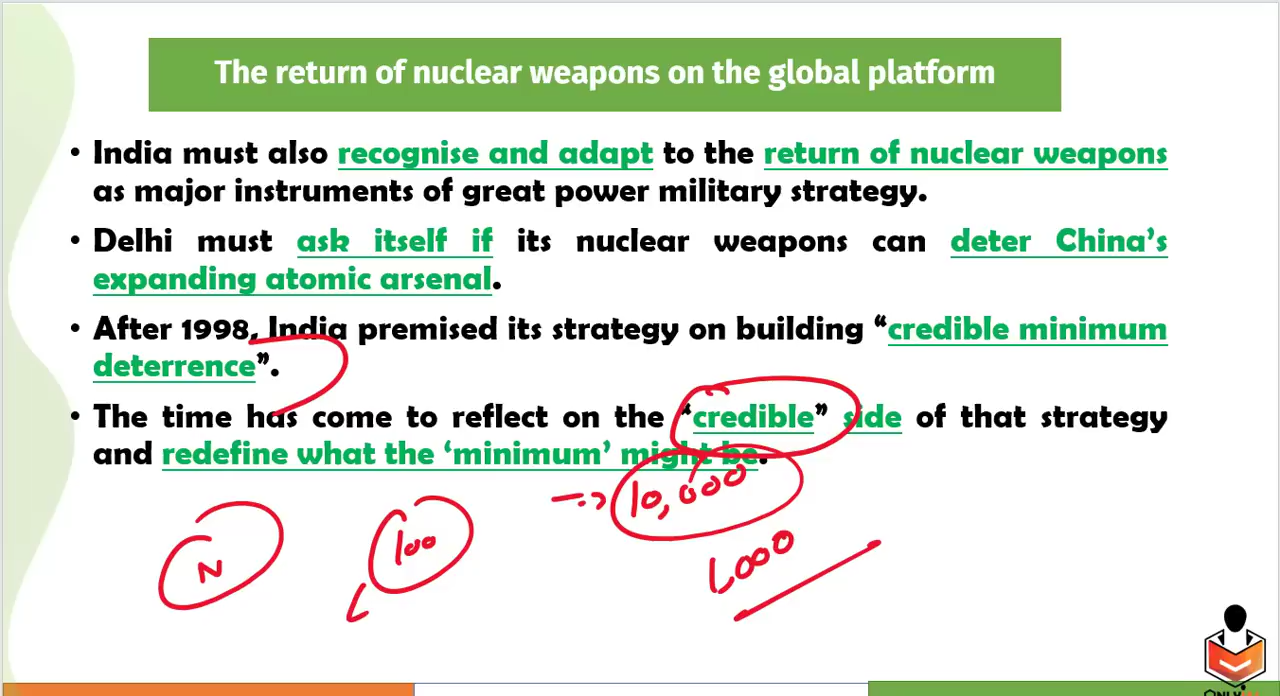 The return of nuclear weapons on the global platform
• India must also recognise and adapt to the return of nuclear weapons
as major instruments of great power military strategy.
• Delhi must ask itself if its nuclear weapons can deter China's
expanding atomic arsenal.
• After 1998, India premised its strategy on building “credible minimum
deterrence”.
• The time has come to reflect on the “credible” side of that strategy
and redefine what the ‘minimum’ might be.
10,000
N
100
1,000